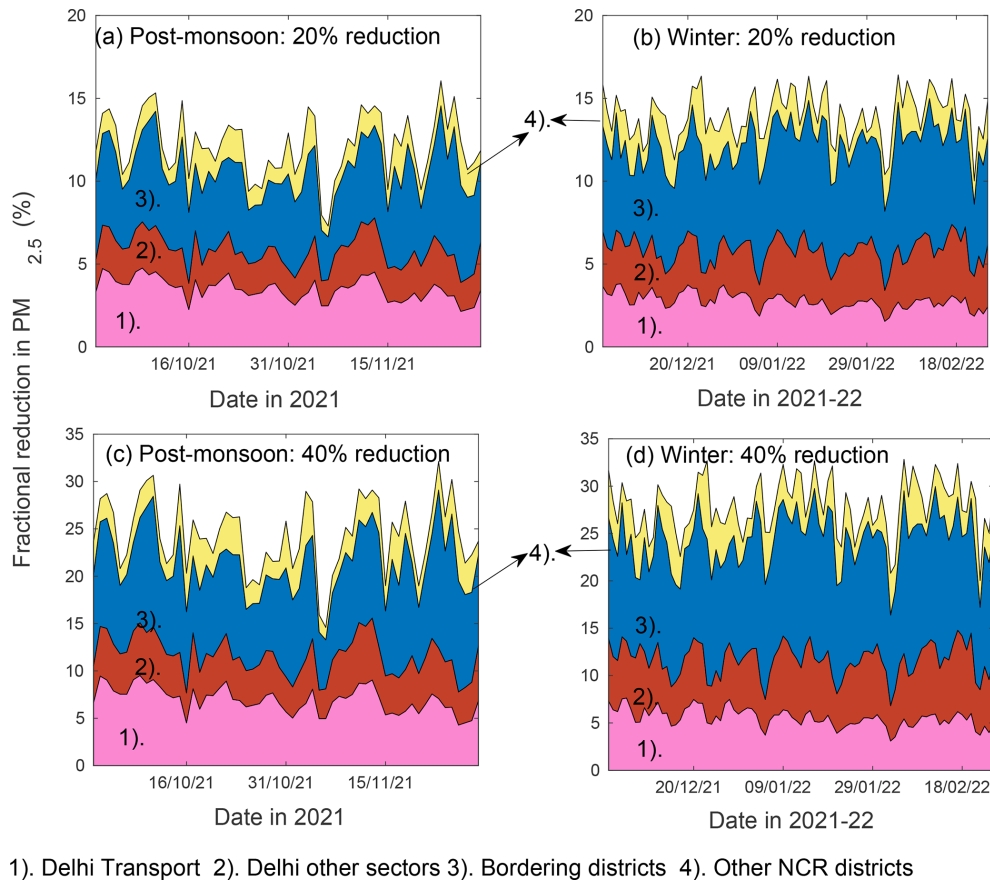 (a) Post-monsoon: 20% reduction
20
15
10
5
0
3).
2).
1).
16/10/21 31/10/21 15/11/21
Date in 2021
(b) Winter: 20% reduction
20
15
10
5
0
4).
3).
2).
1).
20/12/21 09/01/22 29/01/22 18/02/22
Date in 2021-22
Fractional reduction in PM 2.5 (%)
(c) Post-monsoon: 40% reduction
35
30
25
20
15
10
5
0
3).
2).
1).
16/10/21 31/10/21 15/11/21
Date in 2021
(d) Winter: 40% reduction
35
30
25
20
15
10
5
0
4).
3).
2).
1).
20/12/21 09/01/22 29/01/22 18/02/22
Date in 2021-22
1). Delhi Transport 2). Delhi other sectors 3). Bordering districts 4). Other NCR districts